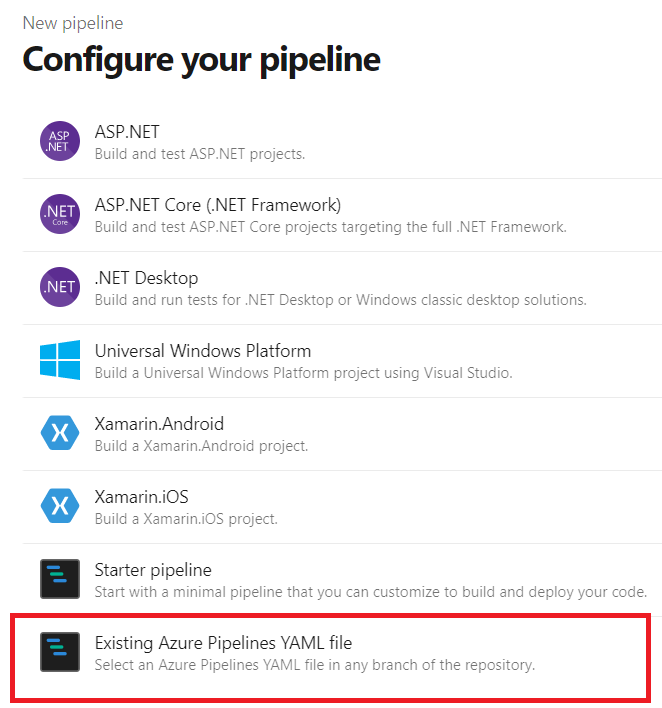 New pipeline
Configure your pipeline
ASP
.NET
ASP.NET
Build and test ASP.NET projects.
.NET
Core
ASP.NET Core (.NET Framework)
Build and test ASP.NET Core projects targeting the full .NET Framework.
.NET
.NET Desktop
Build and run tests for .NET Desktop or Windows classic desktop solutions.
Universal Windows Platform
Build a Universal Windows Platform project using Visual Studio.
Xamarin.Android
Build a Xamarin.Android project.
Xamarin.iOS
Build a Xamarin.iOS project.
Starter pipeline
Start with a minimal pipeline that you can customize to build and deploy your code.
Existing Azure Pipelines YAML file
Select an Azure Pipelines YAML file in any branch of the repository.